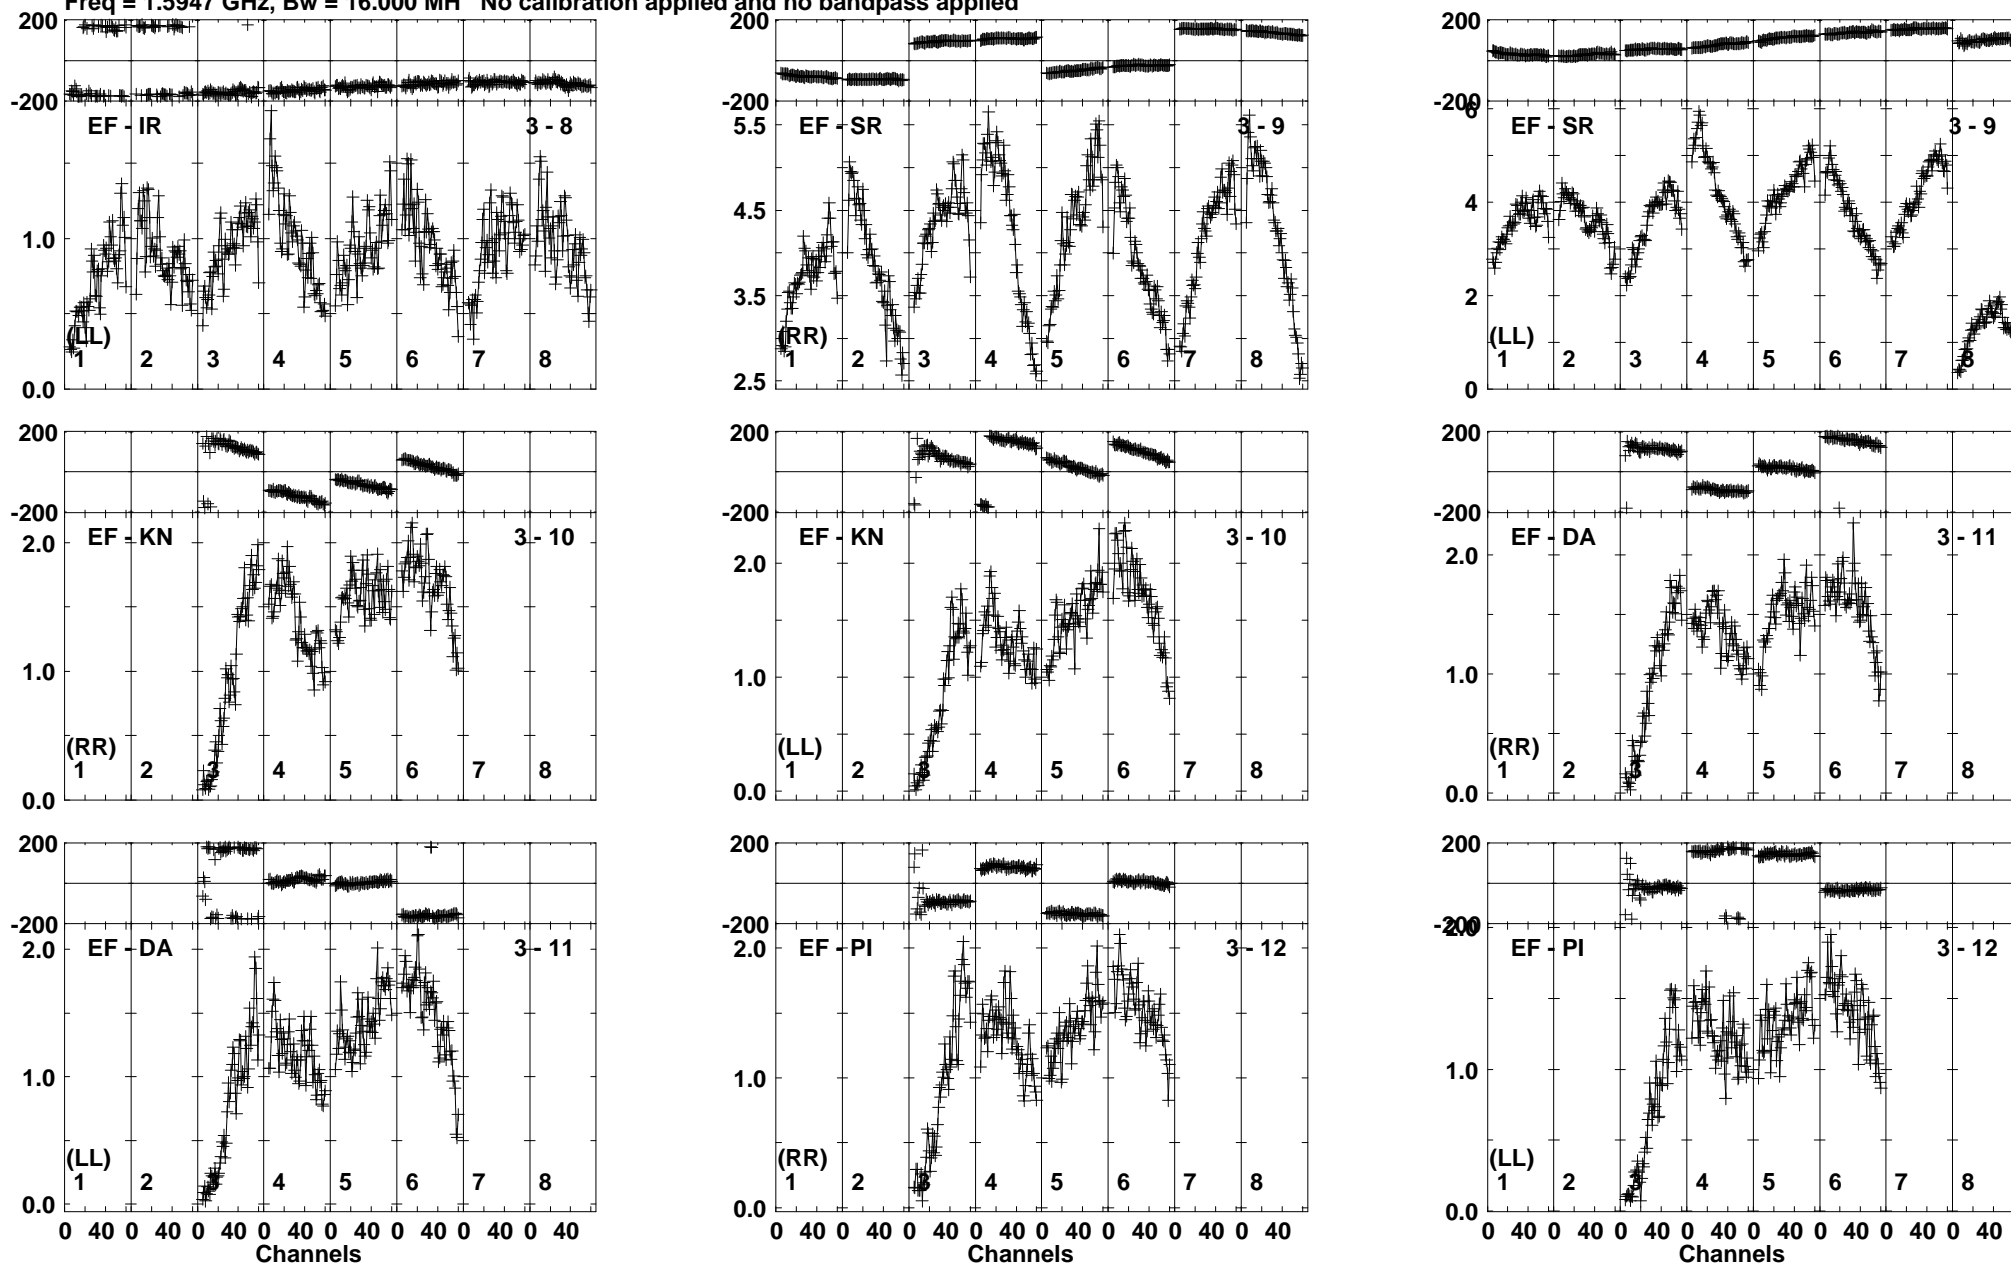 Freq = 1.5947 GHz, Bw = 16.000 MH No calibration applied and no bandpass applied
200 200 200
-200 -200 -200
EF - IR 3 - 8 EF - SR 3 - 9 EF - SR 3 - 9
1.0 0.0 5.5 4.5 3.5 2.5 6 4 2 0
(LL) (RR) (LL)
1 2 3 4 5 6 7 8 1 2 3 4 5 6 7 8 1 2 3 4 5 6 7 8
200 200 200
-200 -200 -200
EF - KN 3 - 10 EF - KN 3 - 10 EF - DA 3 - 11
2.0 1.0 0.0 2.0 1.0 0.0 2.0 1.0 0.0
(RR) (LL) (RR)
1 2 3 4 5 6 7 8 1 2 3 4 5 6 7 8 1 2 3 4 5 6 7 8
200 200 200
-200 -200 -200
EF - DA 3 - 11 EF - PI 3 - 12 EF - PI 3 - 12
2.0 1.0 0.0 2.0 1.0 0.0 2.0 1.0 0.0
(LL) (RR) (LL)
1 2 3 4 5 6 7 8 1 2 3 4 5 6 7 8 1 2 3 4 5 6 7 8
0 40 0 40 0 40 0 40 0 40 0 40 0 40 0 40 0 40 0 40 0 40 0 40 0 40 0 40 0 40 0 40 0 40 0 40 0 40 0 40 0 40 0 40 0 40 0 40
Channels Channels Channels